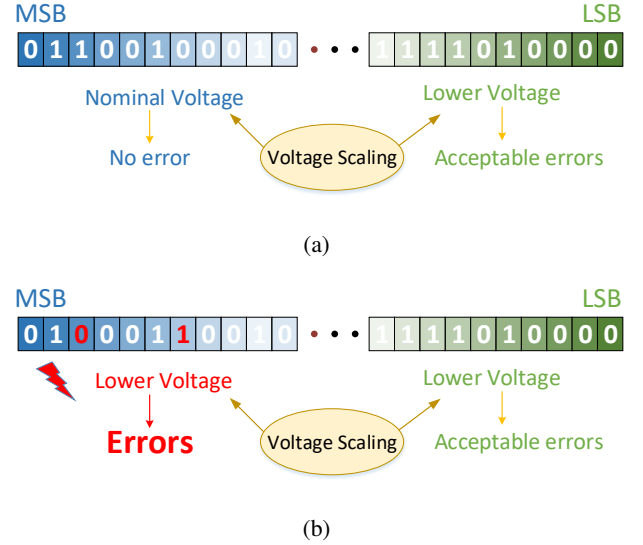 MSB LSB
0 1 1 0 0 1 0 0 0 1 0 • • • 1 1 1 1 0 1 0 0 0 0
Nominal Voltage Lower Voltage
No error Voltage Scaling Acceptable errors
(a)
MSB LSB
0 1 0 0 0 1 1 0 0 1 0 • • • 1 1 1 1 0 1 0 0 0 0
Lower Voltage Lower Voltage
Errors Voltage Scaling Acceptable errors
(b)